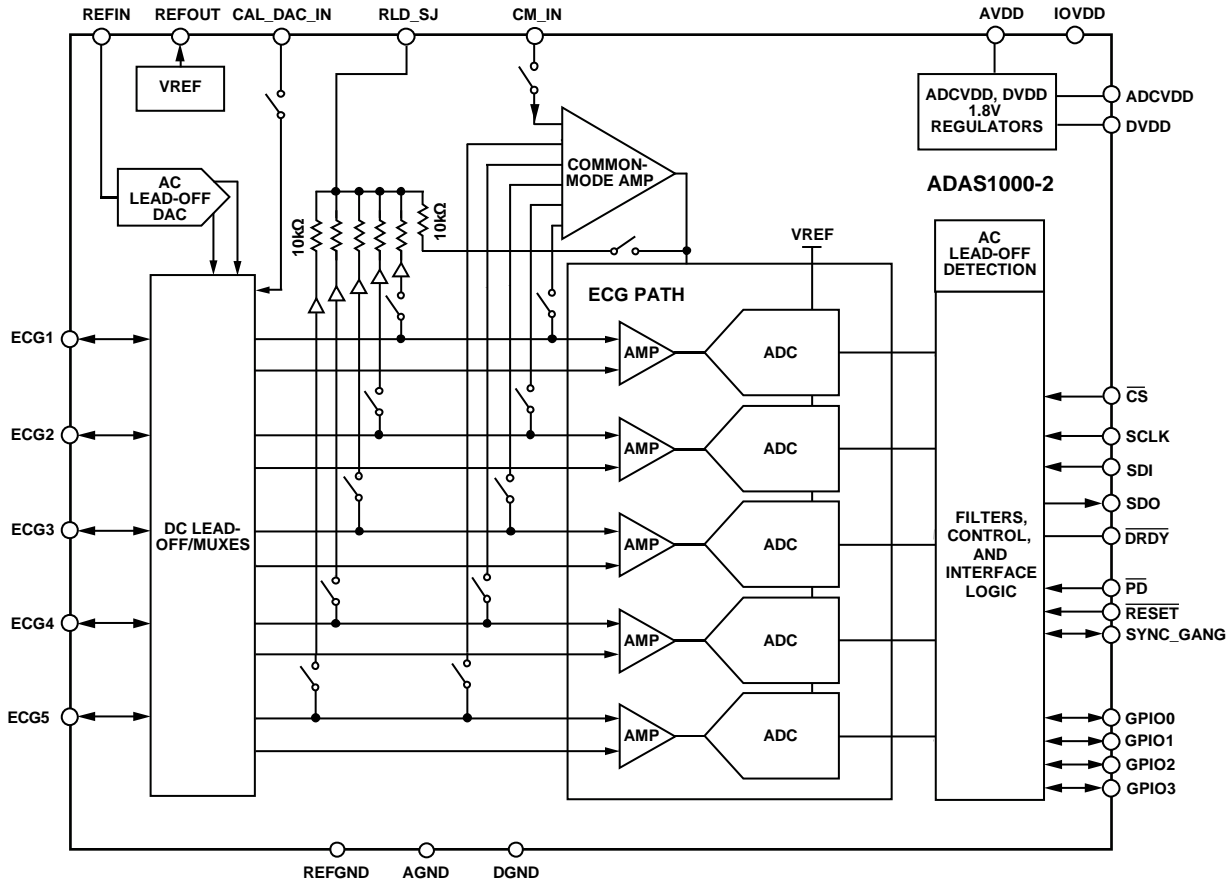 REFIN
REFOUT
CAL_DAC_IN
RLD_SJ
CM_IN
AVDD
IOVDD
VREF
ADCVDD, DVDD
1.8V
REGULATORS
ADCVDD
DVDD
AC
LEAD-OFF
DAC
COMMON-
MODE AMP
ADAS1000-2
10kΩ
10kΩ
VREF
AC
LEAD-OFF
DETECTION
ECG PATH
ECG1
AMP
ADC
CS
ECG2
AMP
ADC
SCLK
SDI
SDO
ECG3
DC LEAD-
OFF/MUXES
AMP
ADC
FILTERS,
CONTROL,
AND
INTERFACE
LOGIC
DRDY
PD
RESET
SYNC_GANG
ECG4
AMP
ADC
ECG5
AMP
ADC
GPIO0
GPIO1
GPIO2
GPIO3
REFGND
AGND
DGND